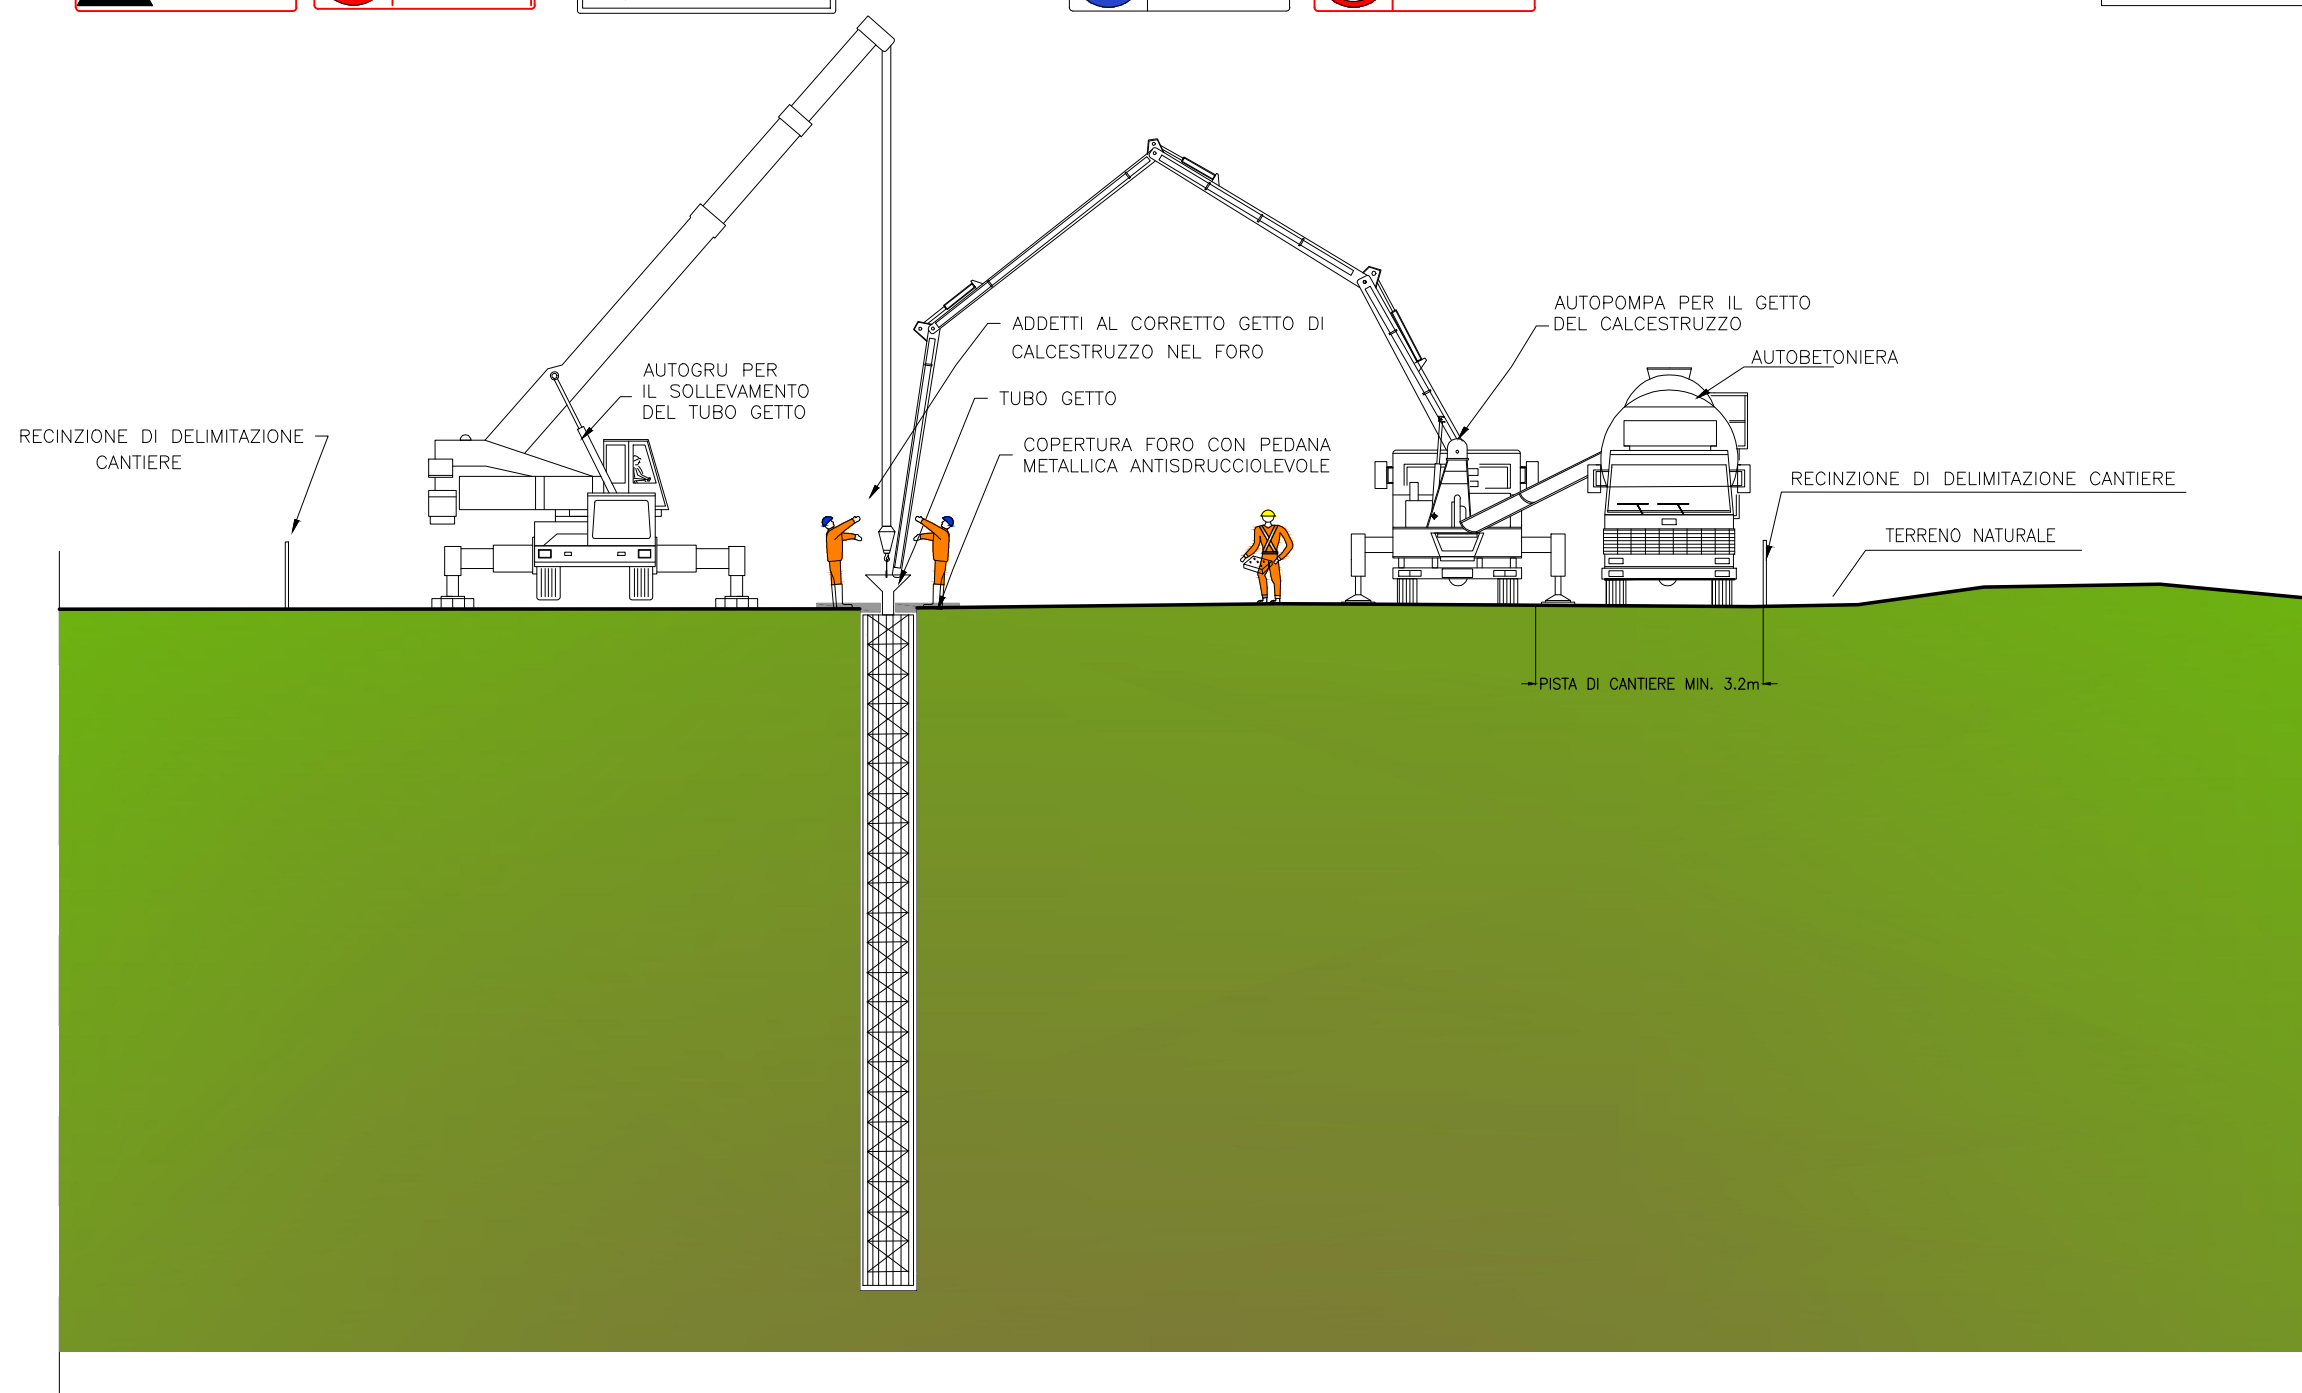 ADDETTI AL CORRETTO GETTO DI
CALCESTRUZZO NEL FORO
AUTOPOMPA PER IL GETTO
DEL CALCESTRUZZO
AUTOBETONIERA
AUTOGRU PER
IL SOLLEVAMENTO
DEL TUBO GETTO
TUBO GETTO
RECINZIONE DI DELIMITAZIONE
CANTIERE
COPERTURA FORO CON PEDANA
METALLICA ANTISDRUCCIOLEVOLE
RECINZIONE DI DELIMITAZIONE CANTIERE
TERRENO NATURALE
PISTA DI CANTIERE MIN. 3.2m